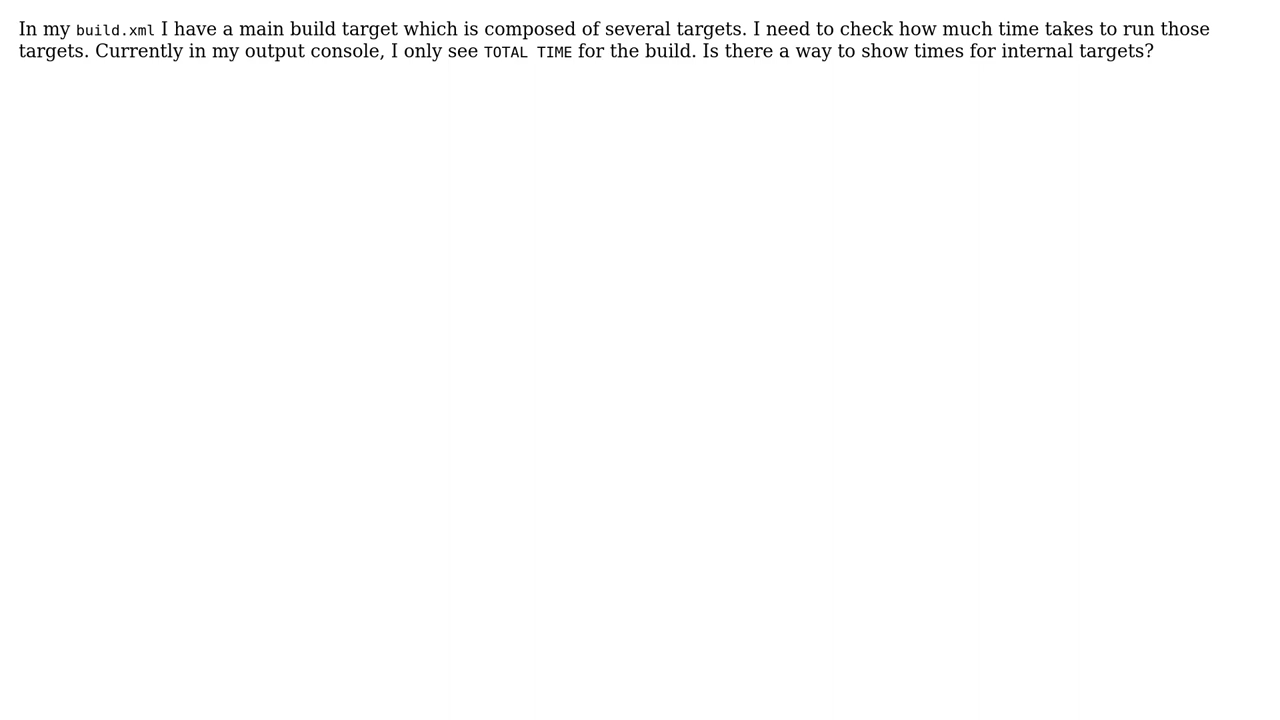 In my build.xml I have a main build target which is composed of several targets. I need to check how much time takes to run those
targets. Currently in my output console, I only see TOTAL TIME for the build. Is there a way to show times for internal targets?